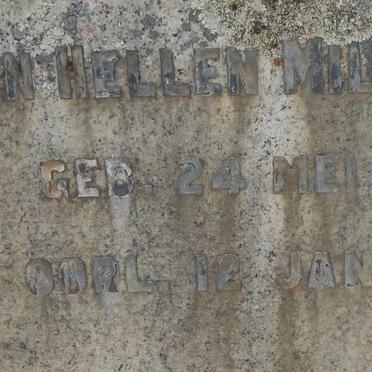 HELLEN
GEB. 24 MEI
OORL. 12 JAN